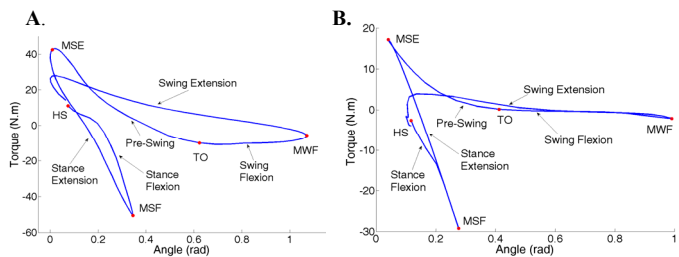 A.
MSE
40
20
0
-20
-40
-60
Torque (N.m)
HS
Swing Extension
Pre-Swing
TO
MWF
Swing
Flexion
Stance
Extension
Stance
Flexion
MSF
0 0.2 0.4 0.6 0.8 1
Angle (rad)
B.
20
10
0
-10
-20
-30
Torque (N.m)
MSE
Swing Extension
HS
Pre-Swing
TO
Swing Flexion
MWF
Stance
Extension
Stance
Flexion
MSF
0 0.2 0.4 0.6 0.8 1
Angle (rad)